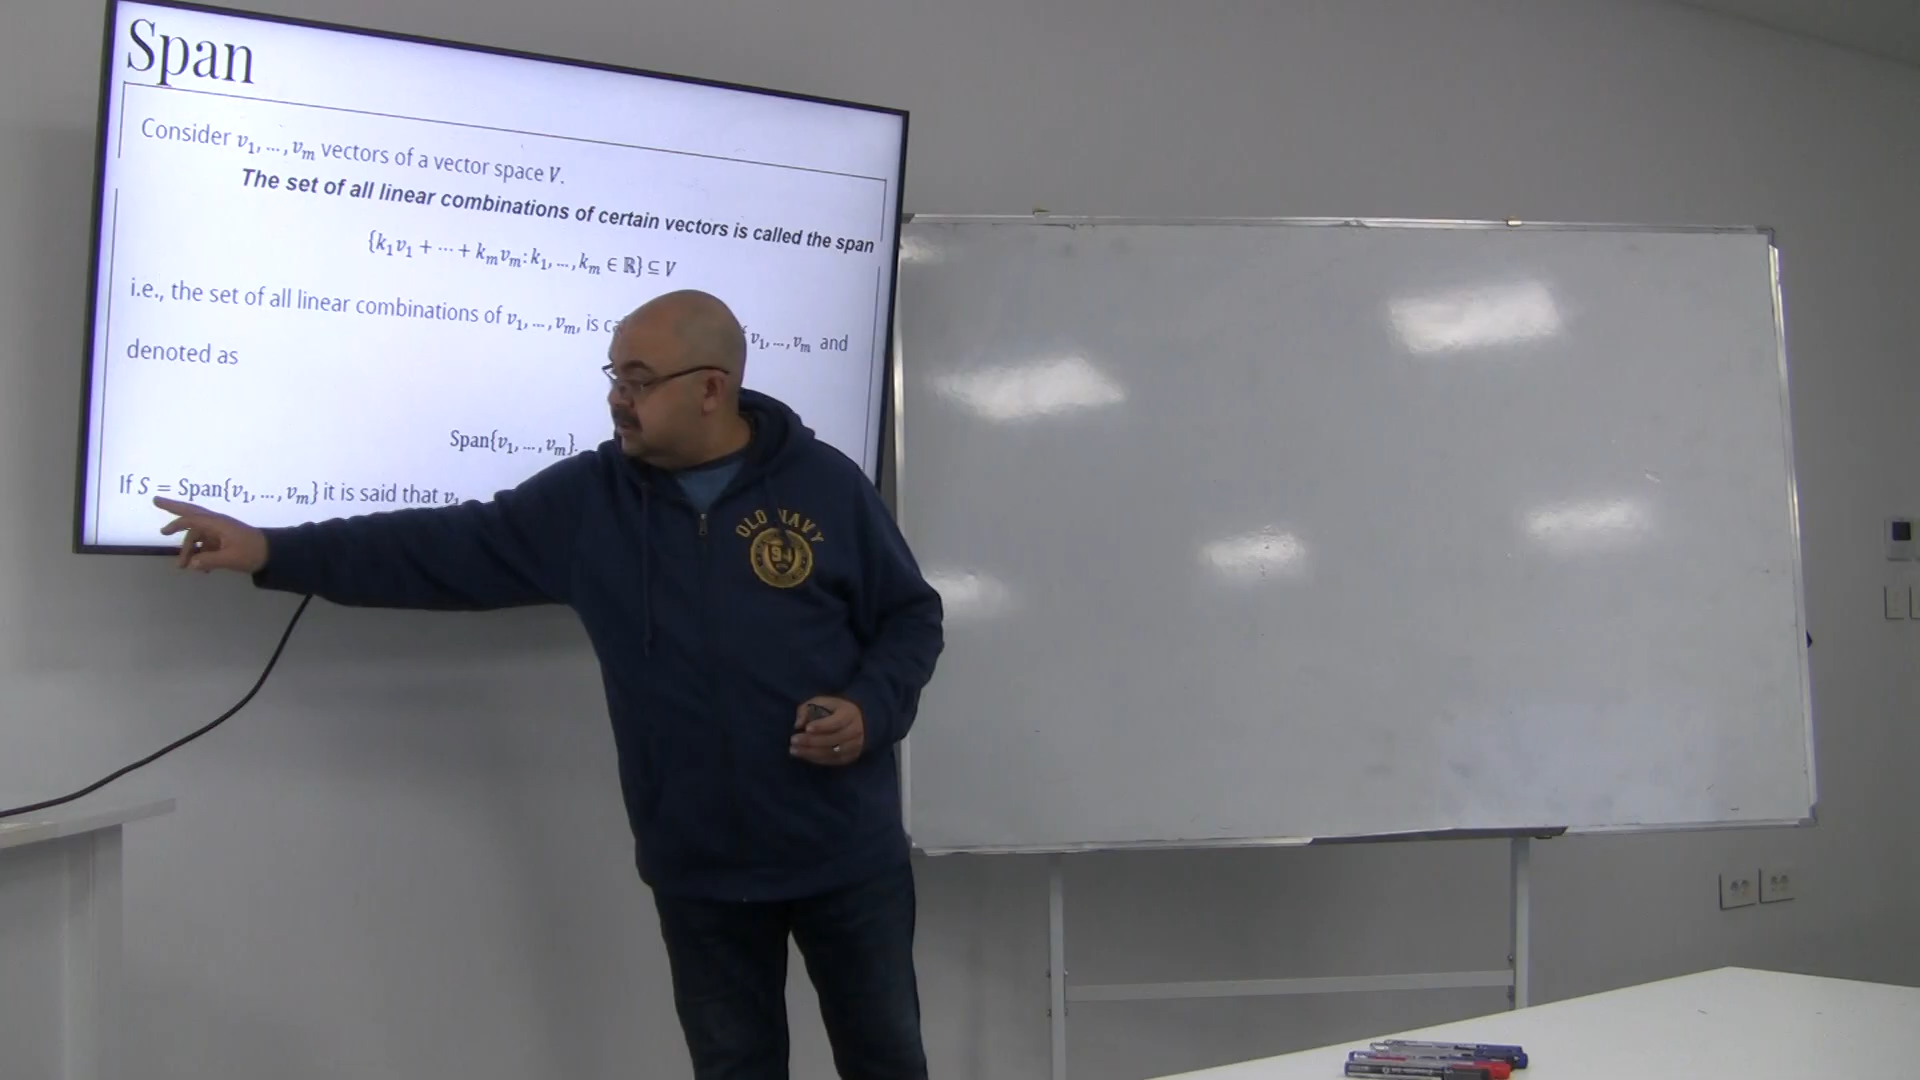 Span
Consider v₁, ..., vₘ vectors of a vector space V.
The set of all linear combinations of certain vectors is called the span
{k₁v₁ + ··· + kₘvₘ: k₁, ..., kₘ ∈ ℝ} ⊆ V
i.e., the set of all linear combinations of v₁, ..., vₘ, is v₁, ..., vₘ and
denoted as
Span{v₁, ..., vₘ}.
If S = Span{v₁, ..., vₘ} it is said that v₁
OLD NAVY
94